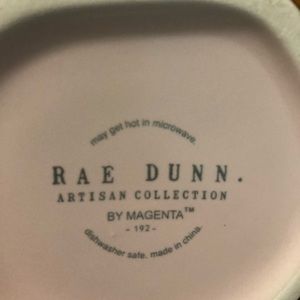 may get hot in microwave.
RAE DUNN.
ARTISAN COLLECTION
BY MAGENTA™
- 192 -
dishwasher safe. made in china.